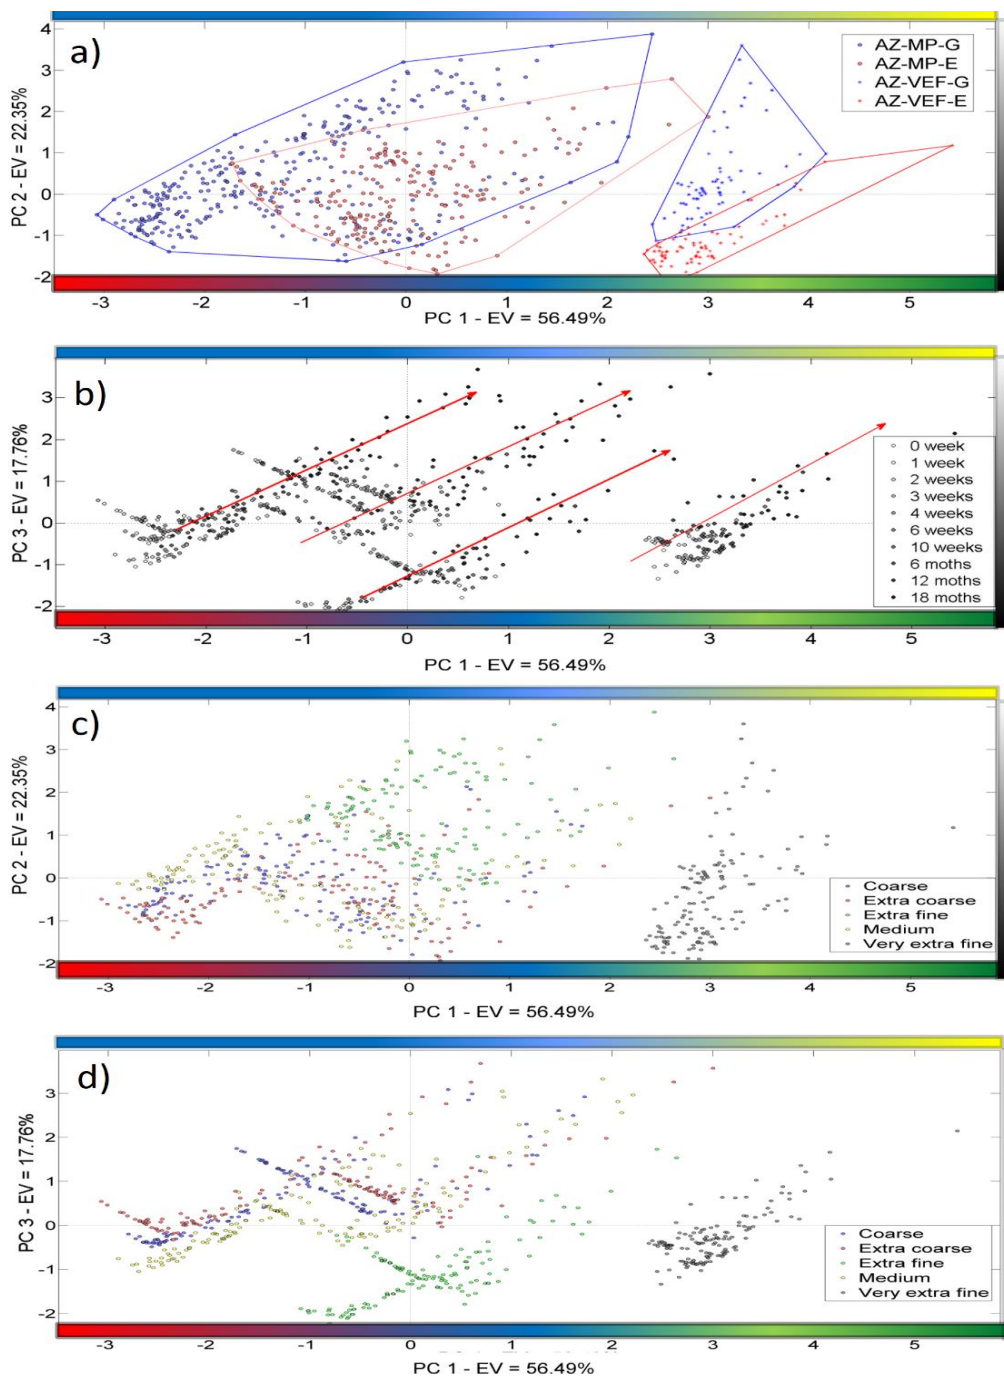 a)
AZ-MP-G
AZ-MP-E
AZ-VEF-G
AZ-VEF-E
PC 2 - EV = 22.35%
4
3
2
1
0
-1
-2
-3 -2 -1 0 1 2 3 4 5
PC 1 - EV = 56.49%
b)
0 week
1 week
2 weeks
3 weeks
4 weeks
6 weeks
10 weeks
6 moths
12 moths
18 moths
PC 3 - EV = 17.76%
3
2
1
0
-1
-2
-3 -2 -1 0 1 2 3 4 5
PC 1 - EV = 56.49%
c)
Coarse
Extra coarse
Extra fine
Medium
Very extra fine
PC 2 - EV = 22.35%
4
3
2
1
0
-1
-2
-3 -2 -1 0 1 2 3 4 5
PC 1 - EV = 56.49%
d)
Coarse
Extra coarse
Extra fine
Medium
Very extra fine
PC 3 - EV = 17.76%
3
2
1
0
-1
-2
-3 -2 -1 0 1 2 3 4 5
PC 1 - EV = 56.49%